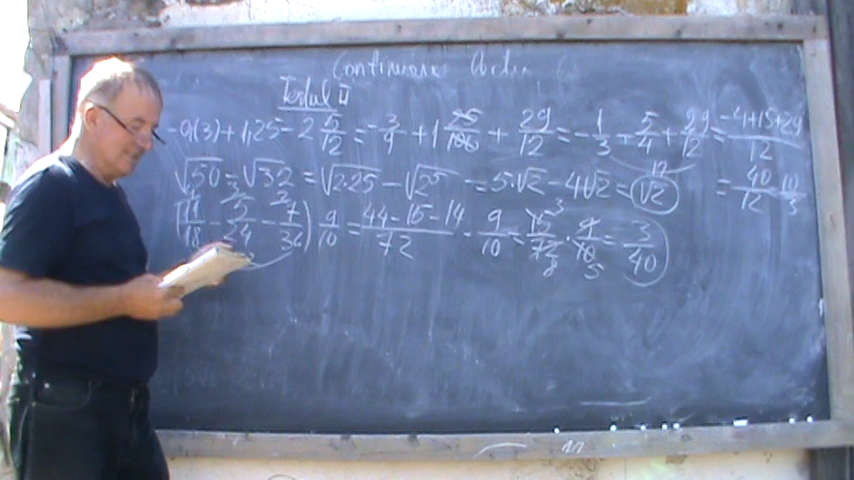 Continuare
Testul II
-0,(3) + 1,25 - 2 5/12 = -3/9 + 1 25/100 + 29/12 = -1/3 + 5/4 + 29/12 = (-4+15+29)/12
√50 - √32 = √2·25 - √2⁵ = 5·√2 - 4√2 = √2 = 40/12 10/3
(11/18 - 5/24 - 7/36) 9/10 = (44-15-14)/72 · 9/10 = 15/72 · 9/10 = 3/40